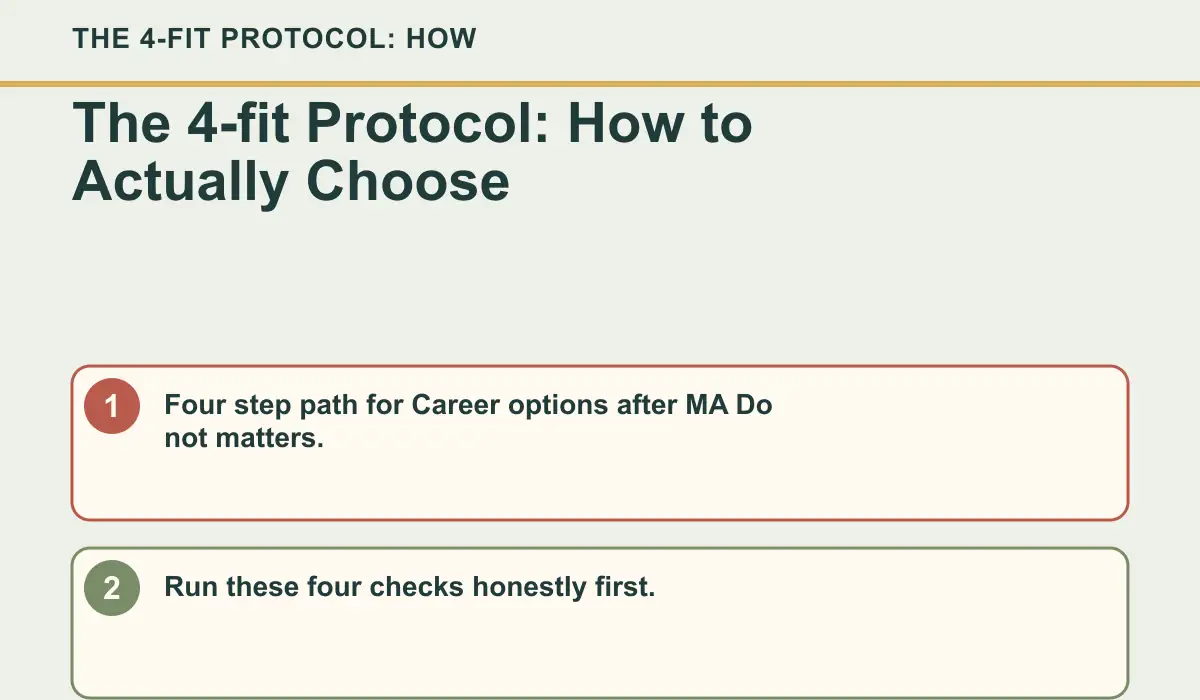 THE 4-FIT PROTOCOL: HOW
The 4-fit Protocol: How to
Actually Choose
1
Four step path for Career options after MA Do
not matters.
2
Run these four checks honestly first.